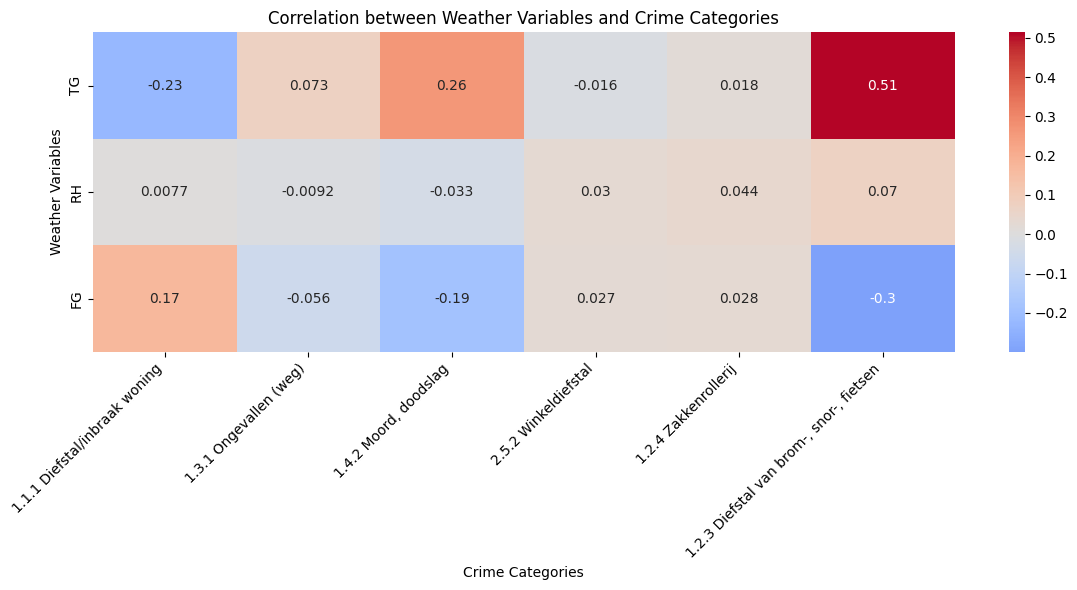 Correlation between Weather Variables and Crime Categories
Weather Variables
TG
-0.23 0.073 0.26 -0.016 0.018 0.51
RH
0.0077 -0.0092 -0.033 0.03 0.044 0.07
FG
0.17 -0.056 -0.19 0.027 0.028 -0.3
1.1.1 Diefstal/inbraak woning
1.3.1 Ongevallen (weg)
1.4.2 Moord, doodslag
2.5.2 Winkeldiefstal
1.2.4 Zakkenrollerij
1.2.3 Diefstal van brom-, snor-, fietsen
Crime Categories
0.5
0.4
0.3
0.2
0.1
0.0
−0.1
−0.2